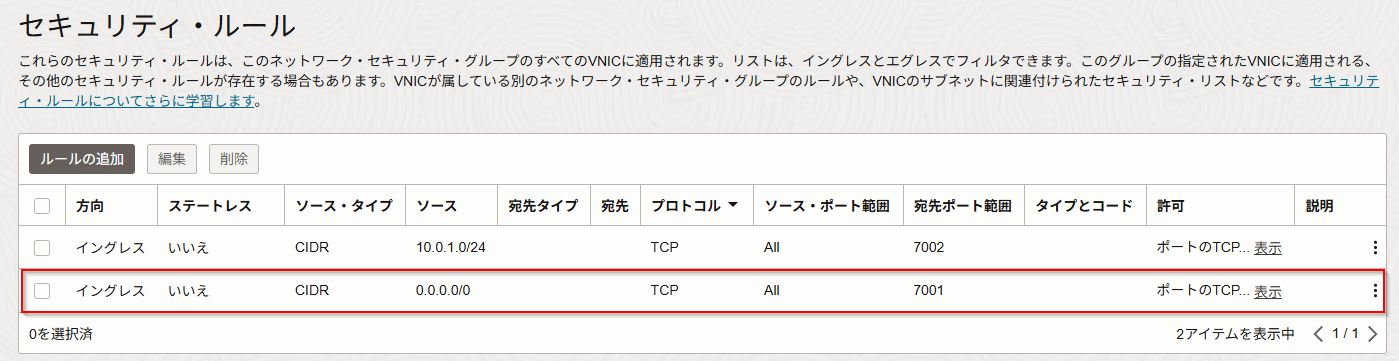 セキュリティ・ルール
これらのセキュリティ・ルールは、このネットワーク・セキュリティ・グループのすべてのVNICに適用されます。リストは、イングレスとエグレスでフィルタできます。このグループの指定されたVNICに適用される、
その他のセキュリティ・ルールが存在する場合もあります。VNICが属している別のネットワーク・セキュリティ・グループのルールや、VNICのサブネットに関連付けられたセキュリティ・リストなどです。セキュリテ
ィ・ルールについてさらに学習します。
ルールの追加 編集 削除
方向 ステートレス ソース・タイプ ソース 宛先タイプ 宛先 プロトコル ソース・ポート範囲 宛先ポート範囲 タイプとコード 許可 説明
イングレス いいえ CIDR 10.0.1.0/24 TCP All 7002 ポートのTCP... 表示
イングレス いいえ CIDR 0.0.0.0/0 TCP All 7001 ポートのTCP... 表示
0を選択済 2アイテムを表示中 1 / 1